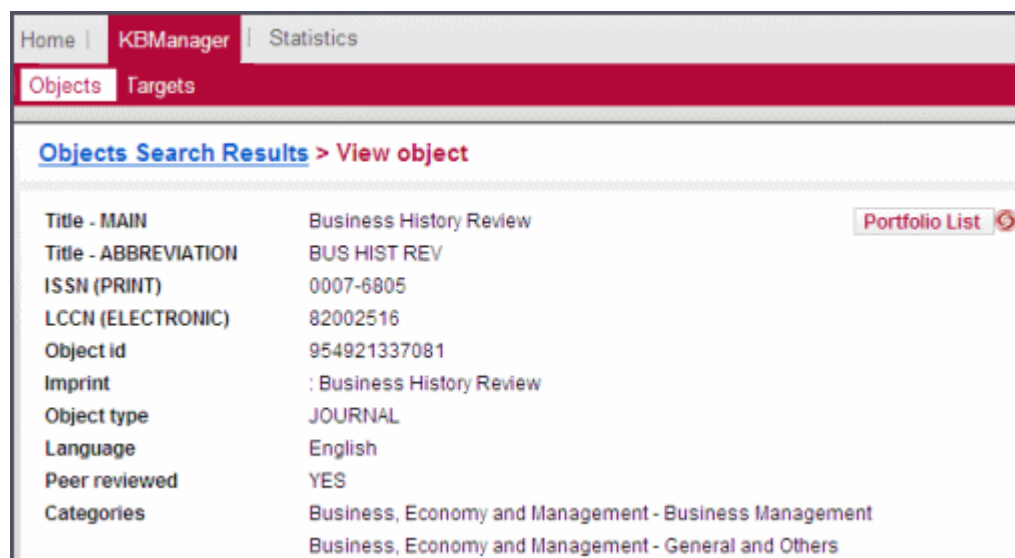 Home | KBManager | Statistics
Objects Targets
Objects Search Results > View object
Title - MAIN Business History Review Portfolio List
Title - ABBREVIATION BUS HIST REV
ISSN (PRINT) 0007-6805
LCCN (ELECTRONIC) 82002516
Object id 954921337081
Imprint : Business History Review
Object type JOURNAL
Language English
Peer reviewed YES
Categories Business, Economy and Management - Business Management
Business, Economy and Management - General and Others